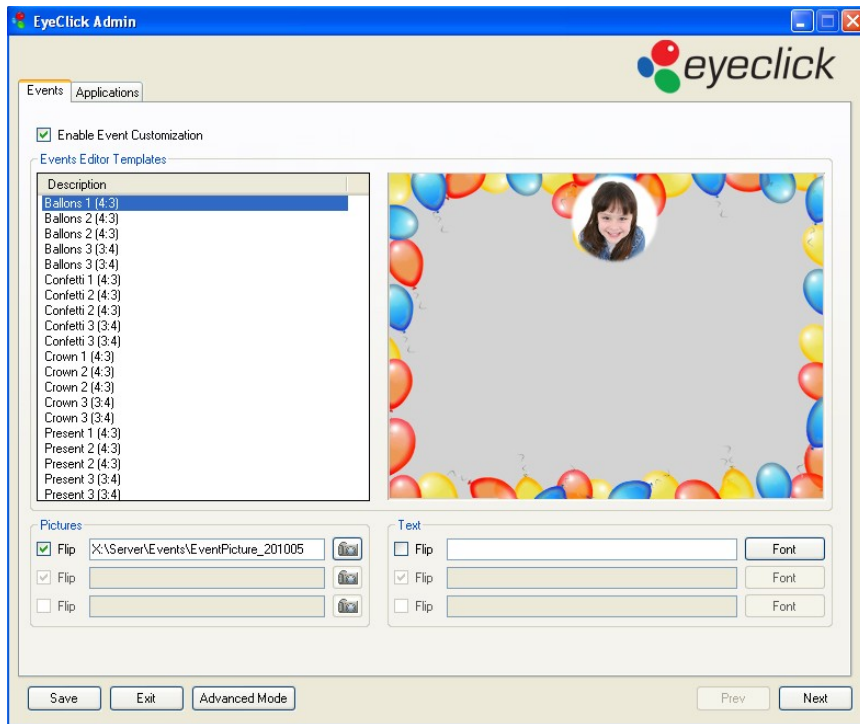 EyeClick Admin
eyeclick
Events
Applications
Enable Event Customization
Events Editor Templates
Description
Ballons 1 (4:3)
Ballons 2 (4:3)
Ballons 2 (4:3)
Ballons 3 (3:4)
Ballons 3 (3:4)
Confetti 1 (4:3)
Confetti 2 (4:3)
Confetti 2 (4:3)
Confetti 3 (3:4)
Confetti 3 (3:4)
Crown 1 (4:3)
Crown 2 (4:3)
Crown 2 (4:3)
Crown 3 (3:4)
Crown 3 (3:4)
Present 1 (4:3)
Present 2 (4:3)
Present 2 (4:3)
Present 3 (3:4)
Present 3 (3:4)
Pictures
Flip X:\Server\Events\EventPicture_201005
Flip
Flip
Text
Flip Font
Flip Font
Flip Font
Save Exit Advanced Mode Prev Next